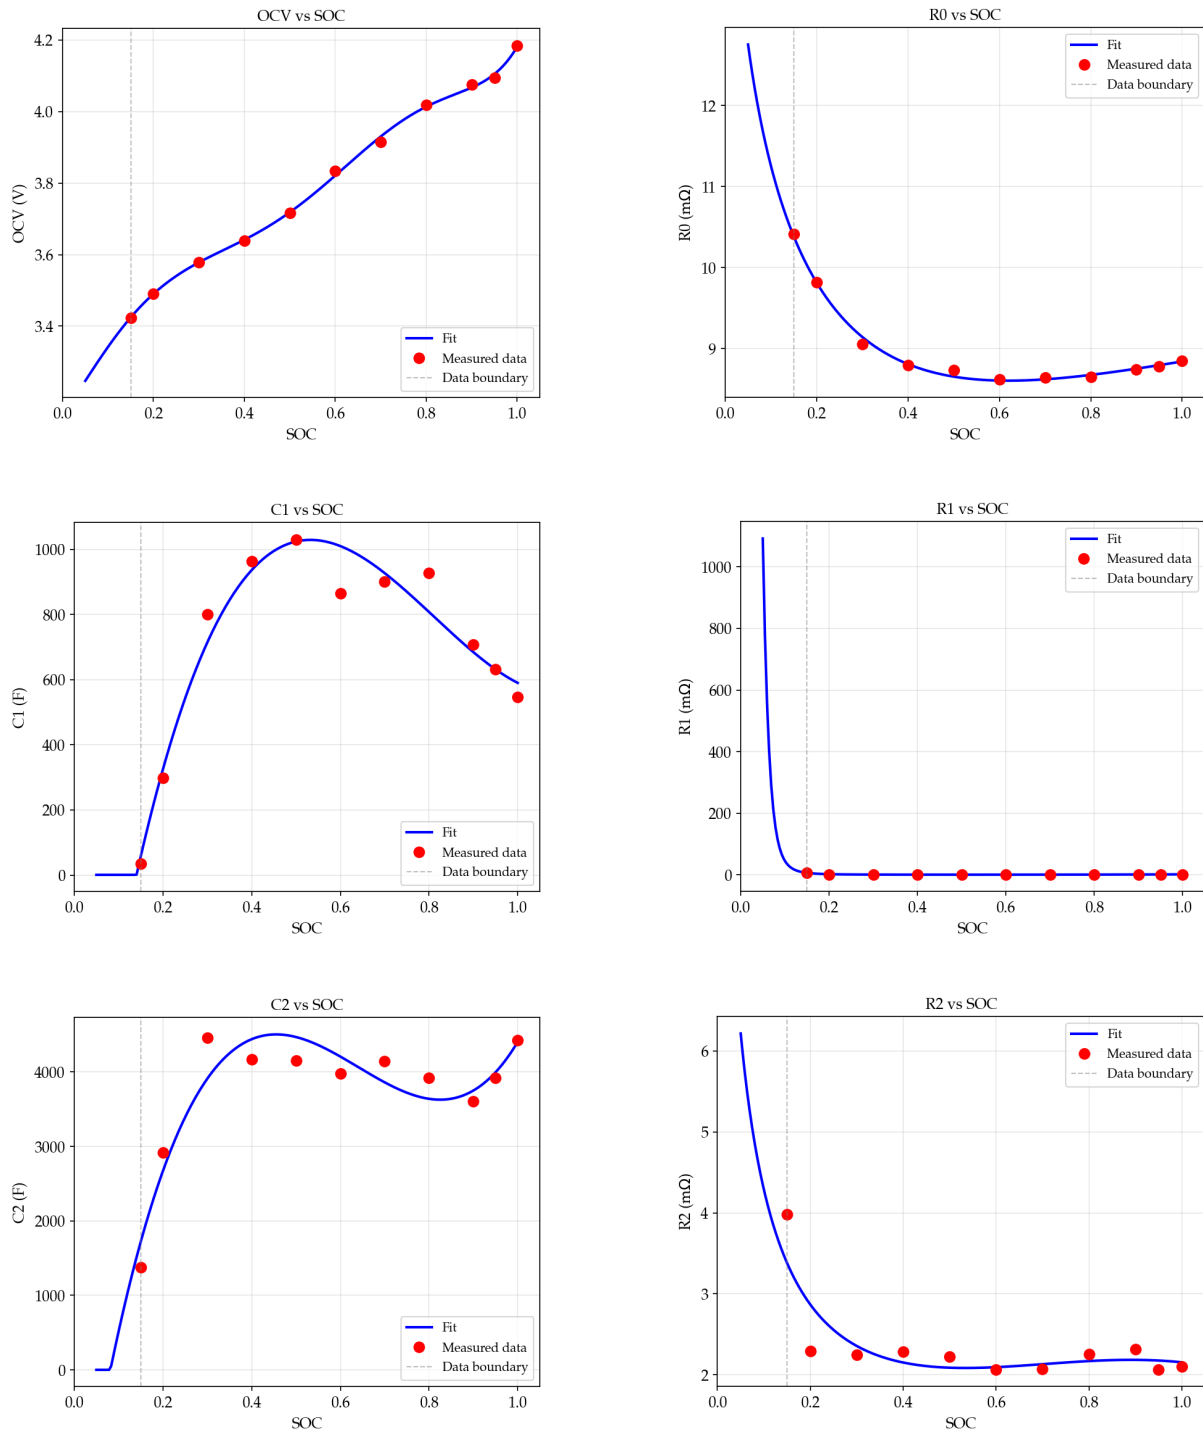 OCV vs SOC
4.2
4.0
3.8
3.6
3.4
OCV (V)
Fit
Measured data
Data boundary
0.0 0.2 0.4 0.6 0.8 1.0
SOC
R0 vs SOC
12
11
10
9
R0 (mΩ)
Fit
Measured data
Data boundary
0.0 0.2 0.4 0.6 0.8 1.0
SOC
C1 vs SOC
1000
800
600
400
200
0
C1 (F)
Fit
Measured data
Data boundary
0.0 0.2 0.4 0.6 0.8 1.0
SOC
R1 vs SOC
1000
800
600
400
200
0
R1 (mΩ)
Fit
Measured data
Data boundary
0.0 0.2 0.4 0.6 0.8 1.0
SOC
C2 vs SOC
4000
3000
2000
1000
0
C2 (F)
Fit
Measured data
Data boundary
0.0 0.2 0.4 0.6 0.8 1.0
SOC
R2 vs SOC
6
5
4
3
2
R2 (mΩ)
Fit
Measured data
Data boundary
0.0 0.2 0.4 0.6 0.8 1.0
SOC